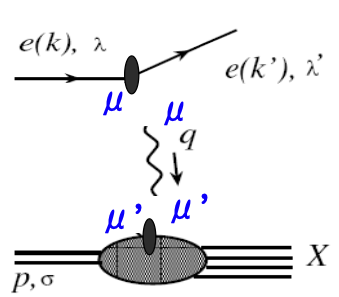 e(k), λ
e(k'), λ'
μ μ
q
μ' μ'
p,σ
X